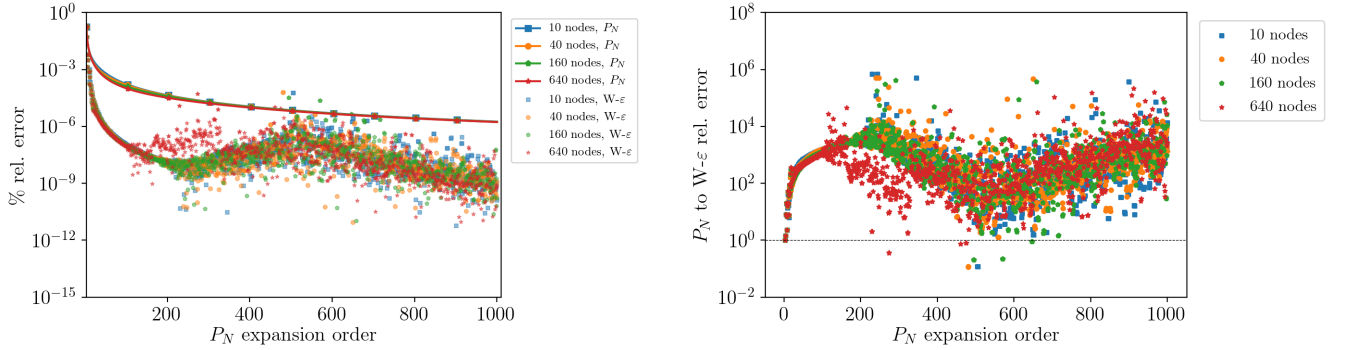 10^0
10^{-3}
10^{-6}
10^{-9}
10^{-12}
10^{-15}
% rel. error
200
400
600
800
1000
P_N expansion order
10 nodes, P_N
40 nodes, P_N
160 nodes, P_N
640 nodes, P_N
10 nodes, W-ε
40 nodes, W-ε
160 nodes, W-ε
640 nodes, W-ε
10^8
10^6
10^4
10^2
10^0
10^{-2}
P_N to W-ε rel. error
0
200
400
600
800
1000
P_N expansion order
10 nodes
40 nodes
160 nodes
640 nodes